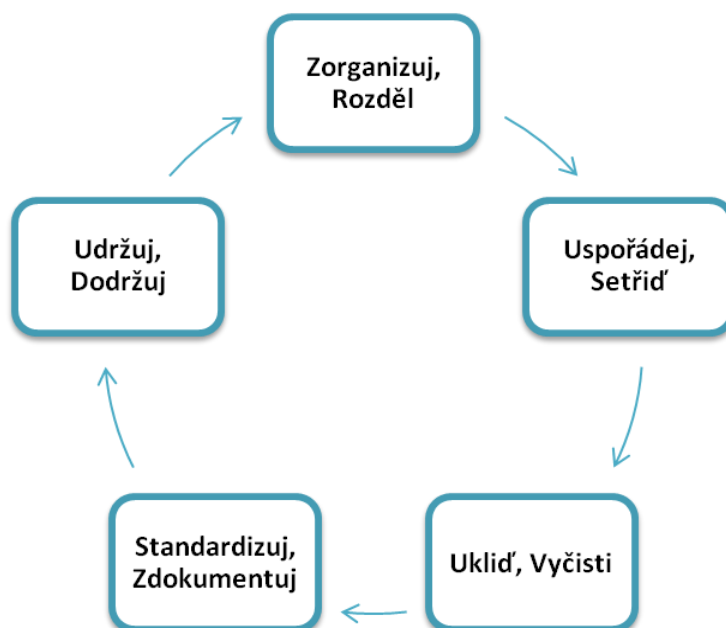 Zorganizuj,
Rozděl
Uspořádej,
Setřiď
Ukliď, Vyčisti
Standardizuj,
Zdokumentuj
Udržuj,
Dodržuj